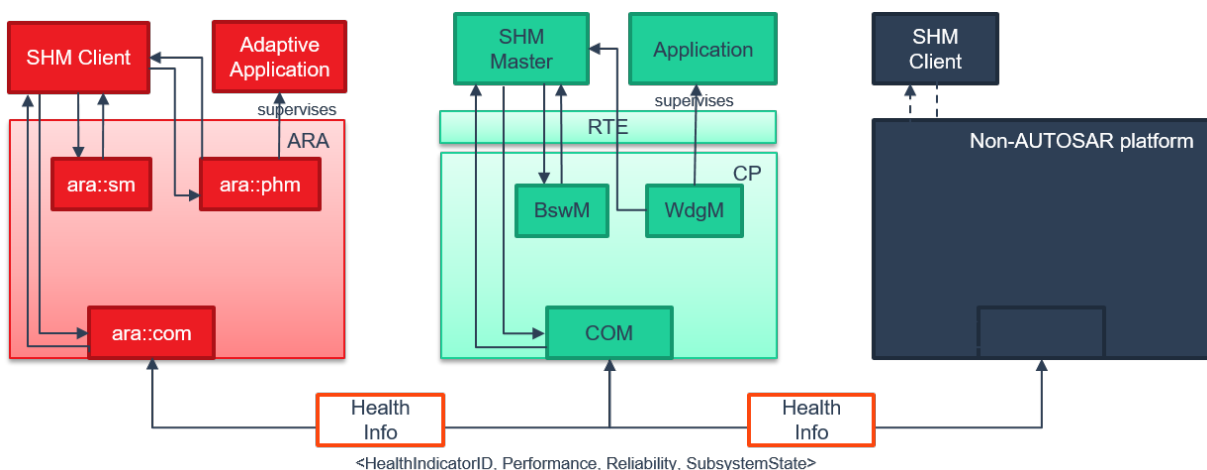 SHM Client
Adaptive
Application
supervises
ARA
ara::sm
ara::phm
ara::com
SHM
Master
Application
supervises
RTE
CP
BswM
WdgM
COM
SHM
Client
Non-AUTOSAR platform
Health
Info
Health
Info
<HealthIndicatorID, Performance, Reliability, SubsystemState>